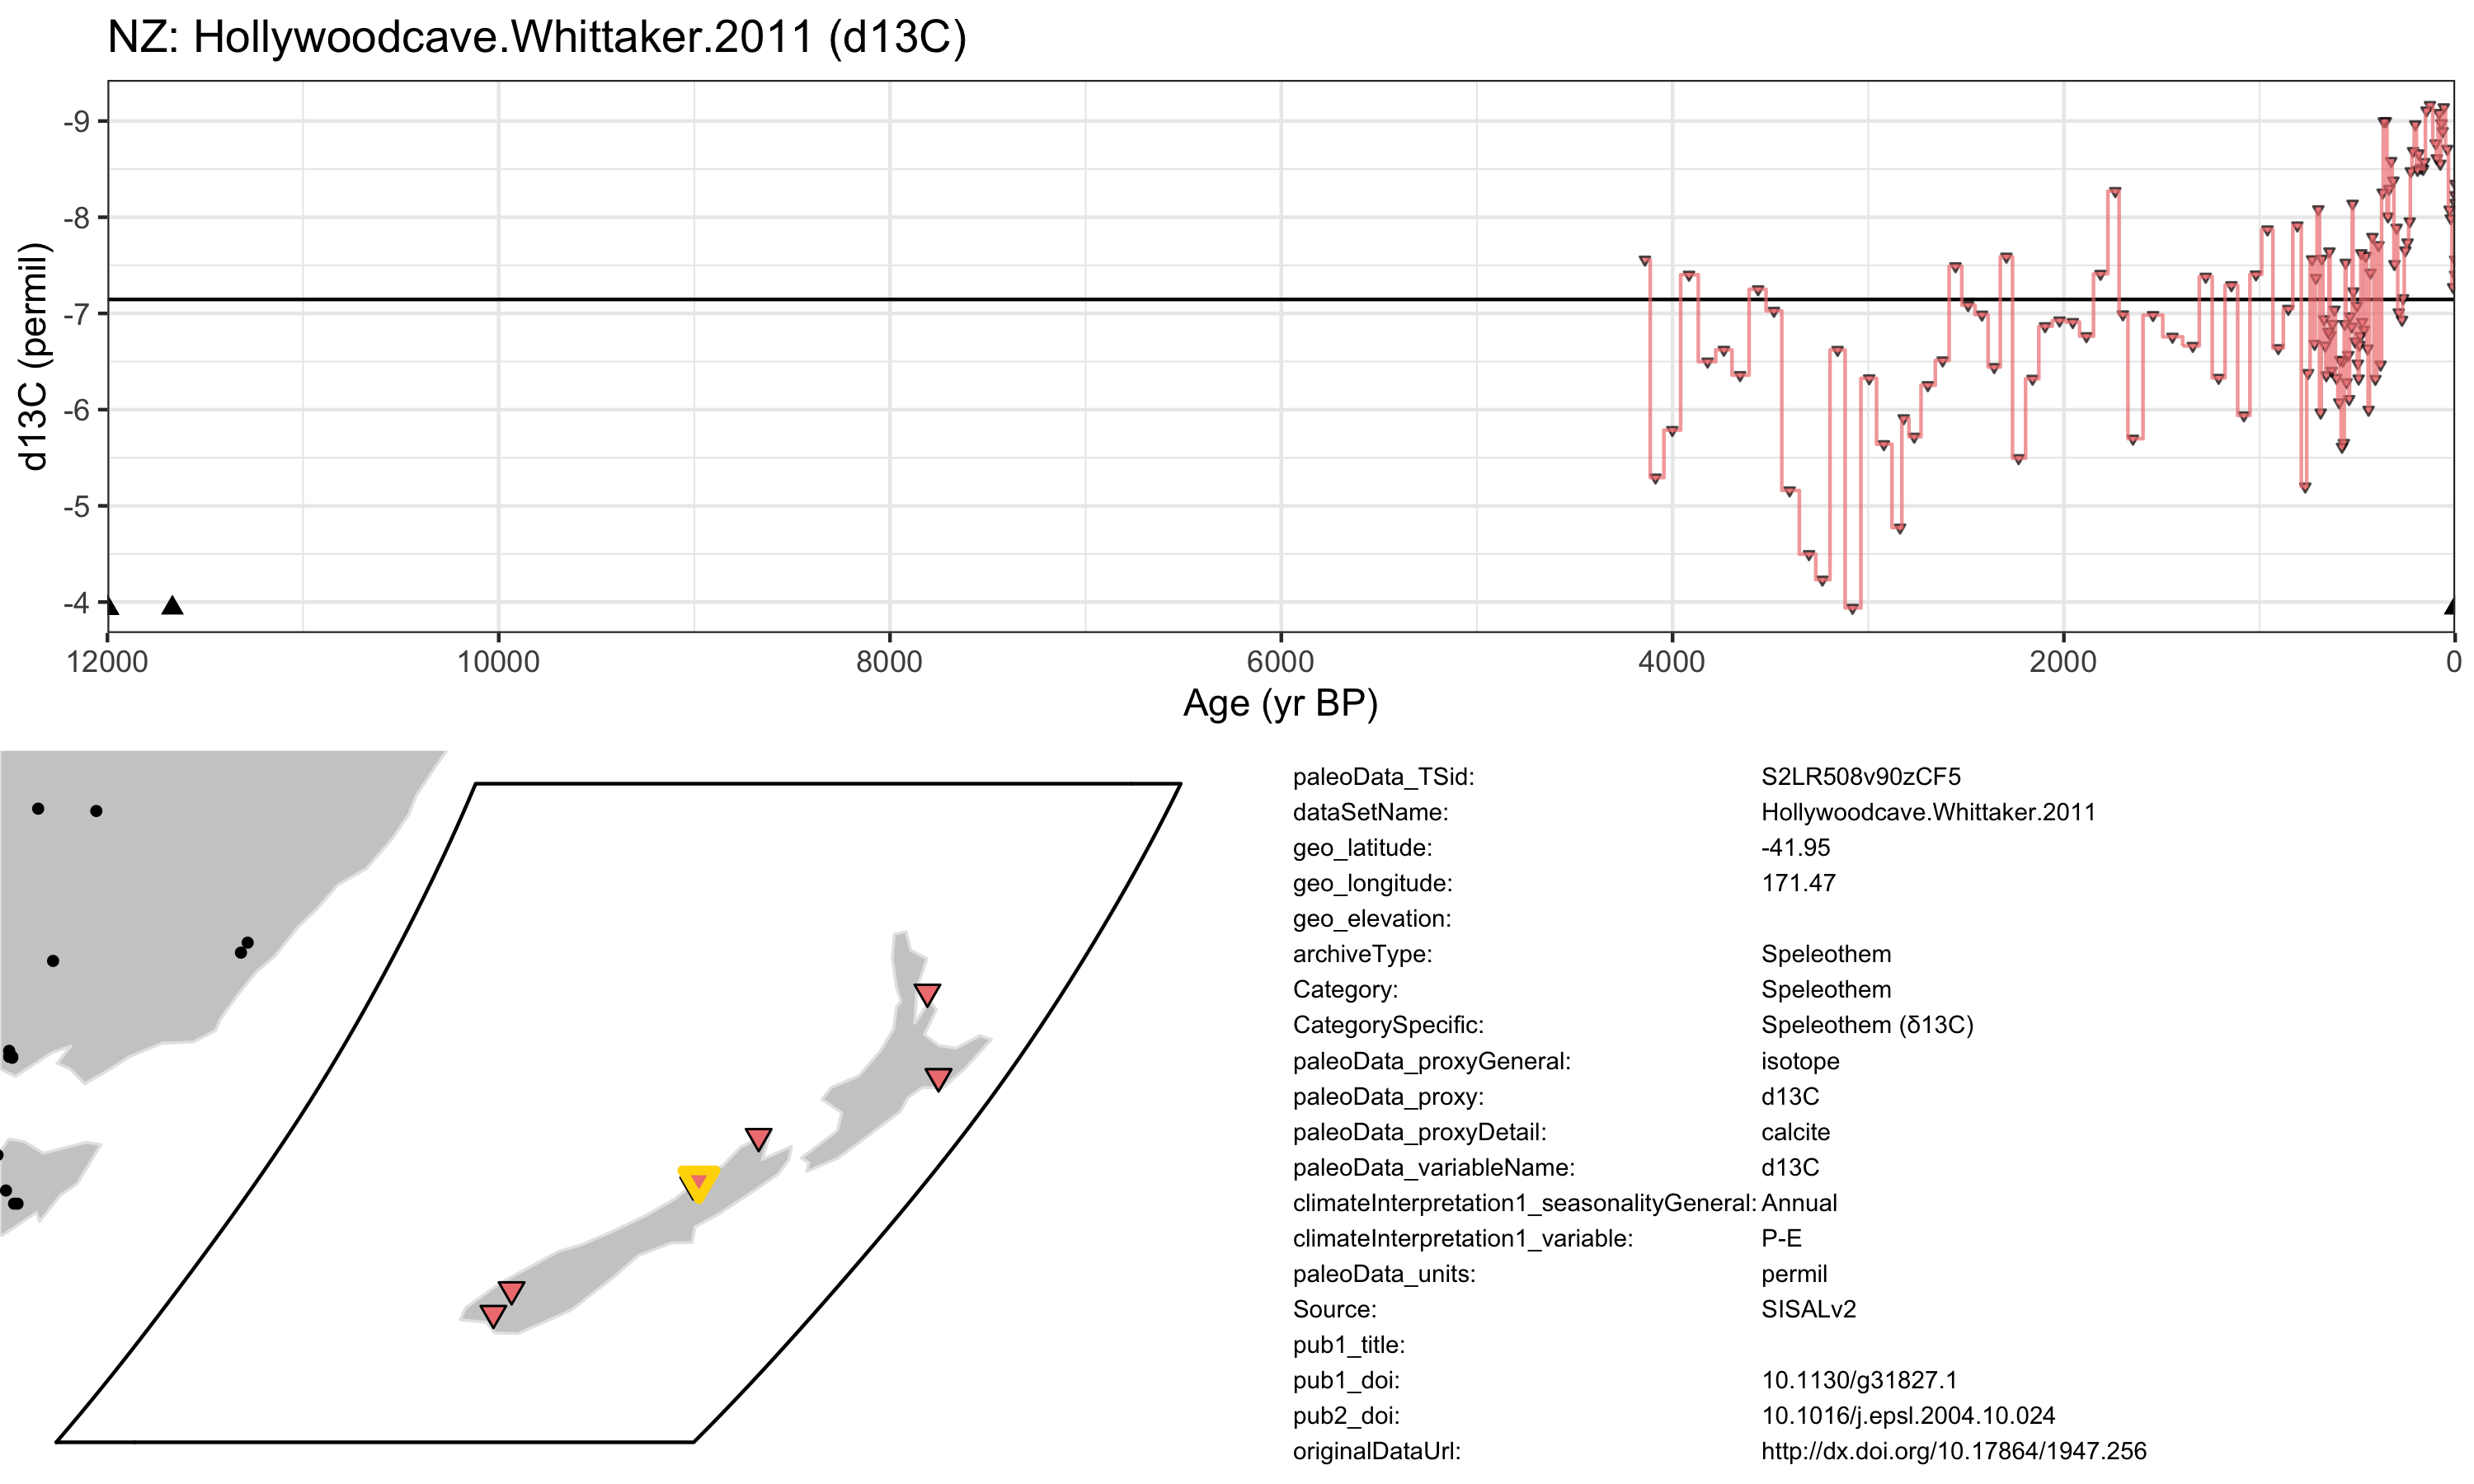 NZ: Hollywoodcave.Whittaker.2011 (d13C)
d13C (permil)
-9
-8
-7
-6
-5
-4
12000 10000 8000 6000 4000 2000 0
Age (yr BP)
paleoData_TSid: S2LR508v90zCF5
dataSetName: Hollywoodcave.Whittaker.2011
geo_latitude: -41.95
geo_longitude: 171.47
geo_elevation:
archiveType: Speleothem
Category: Speleothem
CategorySpecific: Speleothem (δ13C)
paleoData_proxyGeneral: isotope
paleoData_proxy: d13C
paleoData_proxyDetail: calcite
paleoData_variableName: d13C
climateInterpretation1_seasonalityGeneral: Annual
climateInterpretation1_variable: P-E
paleoData_units: permil
Source: SISALv2
pub1_title:
pub1_doi: 10.1130/g31827.1
pub2_doi: 10.1016/j.epsl.2004.10.024
originalDataUrl: http://dx.doi.org/10.17864/1947.256